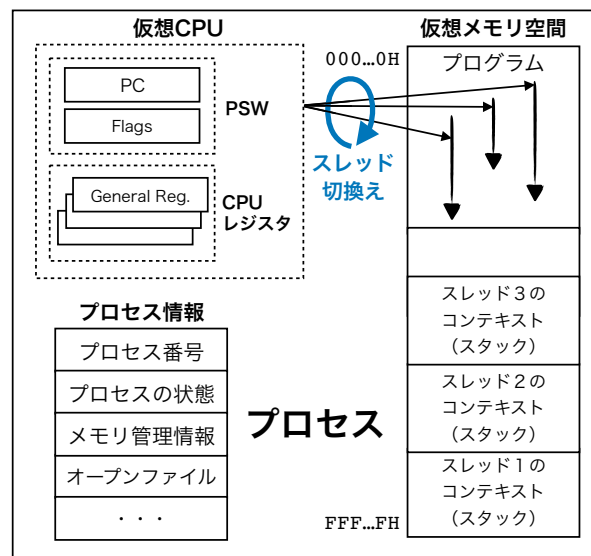 仮想CPU
PC
Flags
PSW
General Reg.
CPU
レジスタ
000…0H
スレッド
切換え
仮想メモリ空間
プログラム
スレッド３の
コンテキスト
（スタック）
スレッド２の
コンテキスト
（スタック）
スレッド１の
コンテキスト
（スタック）
FFF…FH
プロセス情報
プロセス番号
プロセスの状態
メモリ管理情報
オープンファイル
・・・
プロセス